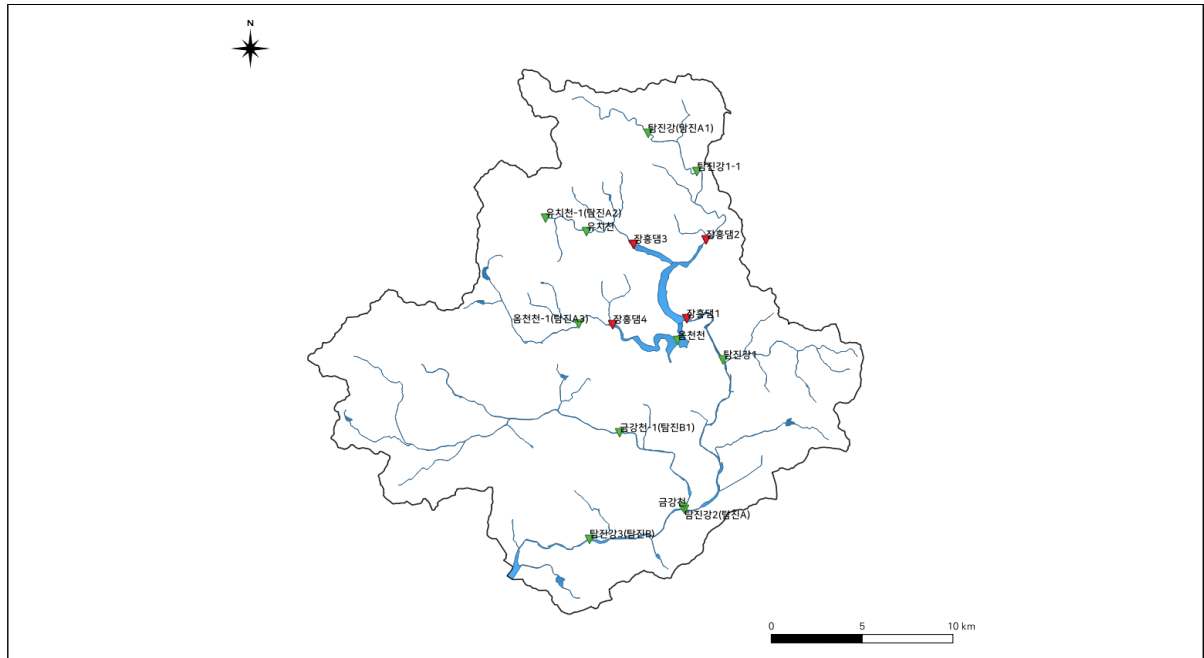 N
탐진강(탐진A1)
탐진강1-1
유치천-1(탐진A2)
유치천
장흥댐3
장흥댐2
옴천천-1(탐진A3)
장흥댐4
장흥댐1
옴천천
탐진강1
금강천-1(탐진B1)
금강천
탐진강2(탐진A)
탐진강3(탐진B)
0 5 10 km